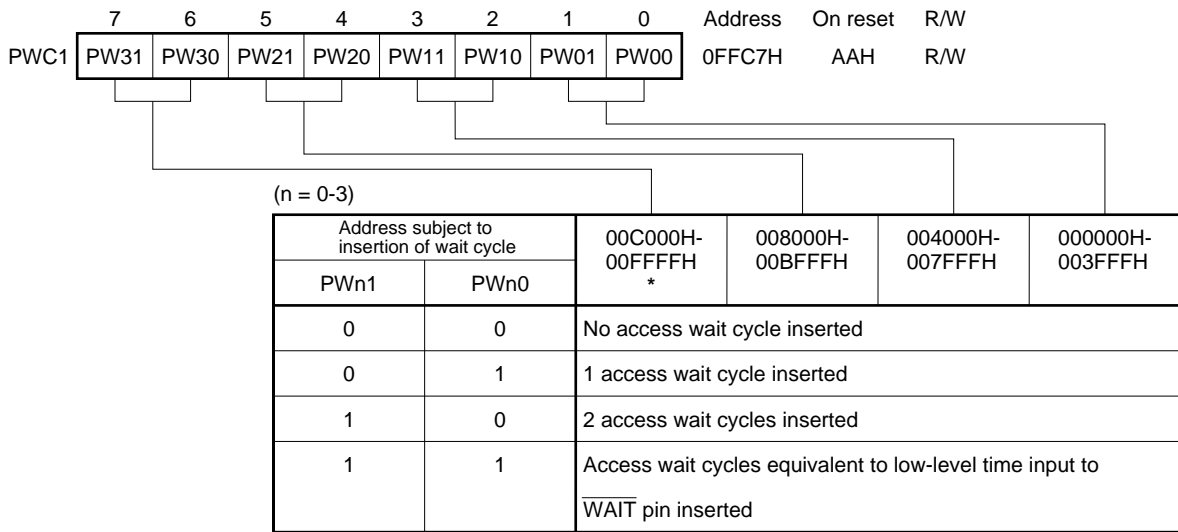 7 6 5 4 3 2 1 0 Address On reset R/W
PWC1 PW31 PW30 PW21 PW20 PW11 PW10 PW01 PW00 0FFC7H AAH R/W
(n = 0-3)
Address subject to
insertion of wait cycle
PWn1 PWn0
00C000H-
00FFFFH
*
008000H-
00BFFFH
004000H-
007FFFH
000000H-
003FFFH
0 0 No access wait cycle inserted
0 1 1 access wait cycle inserted
1 0 2 access wait cycles inserted
1 1 Access wait cycles equivalent to low-level time input to
WAIT pin inserted